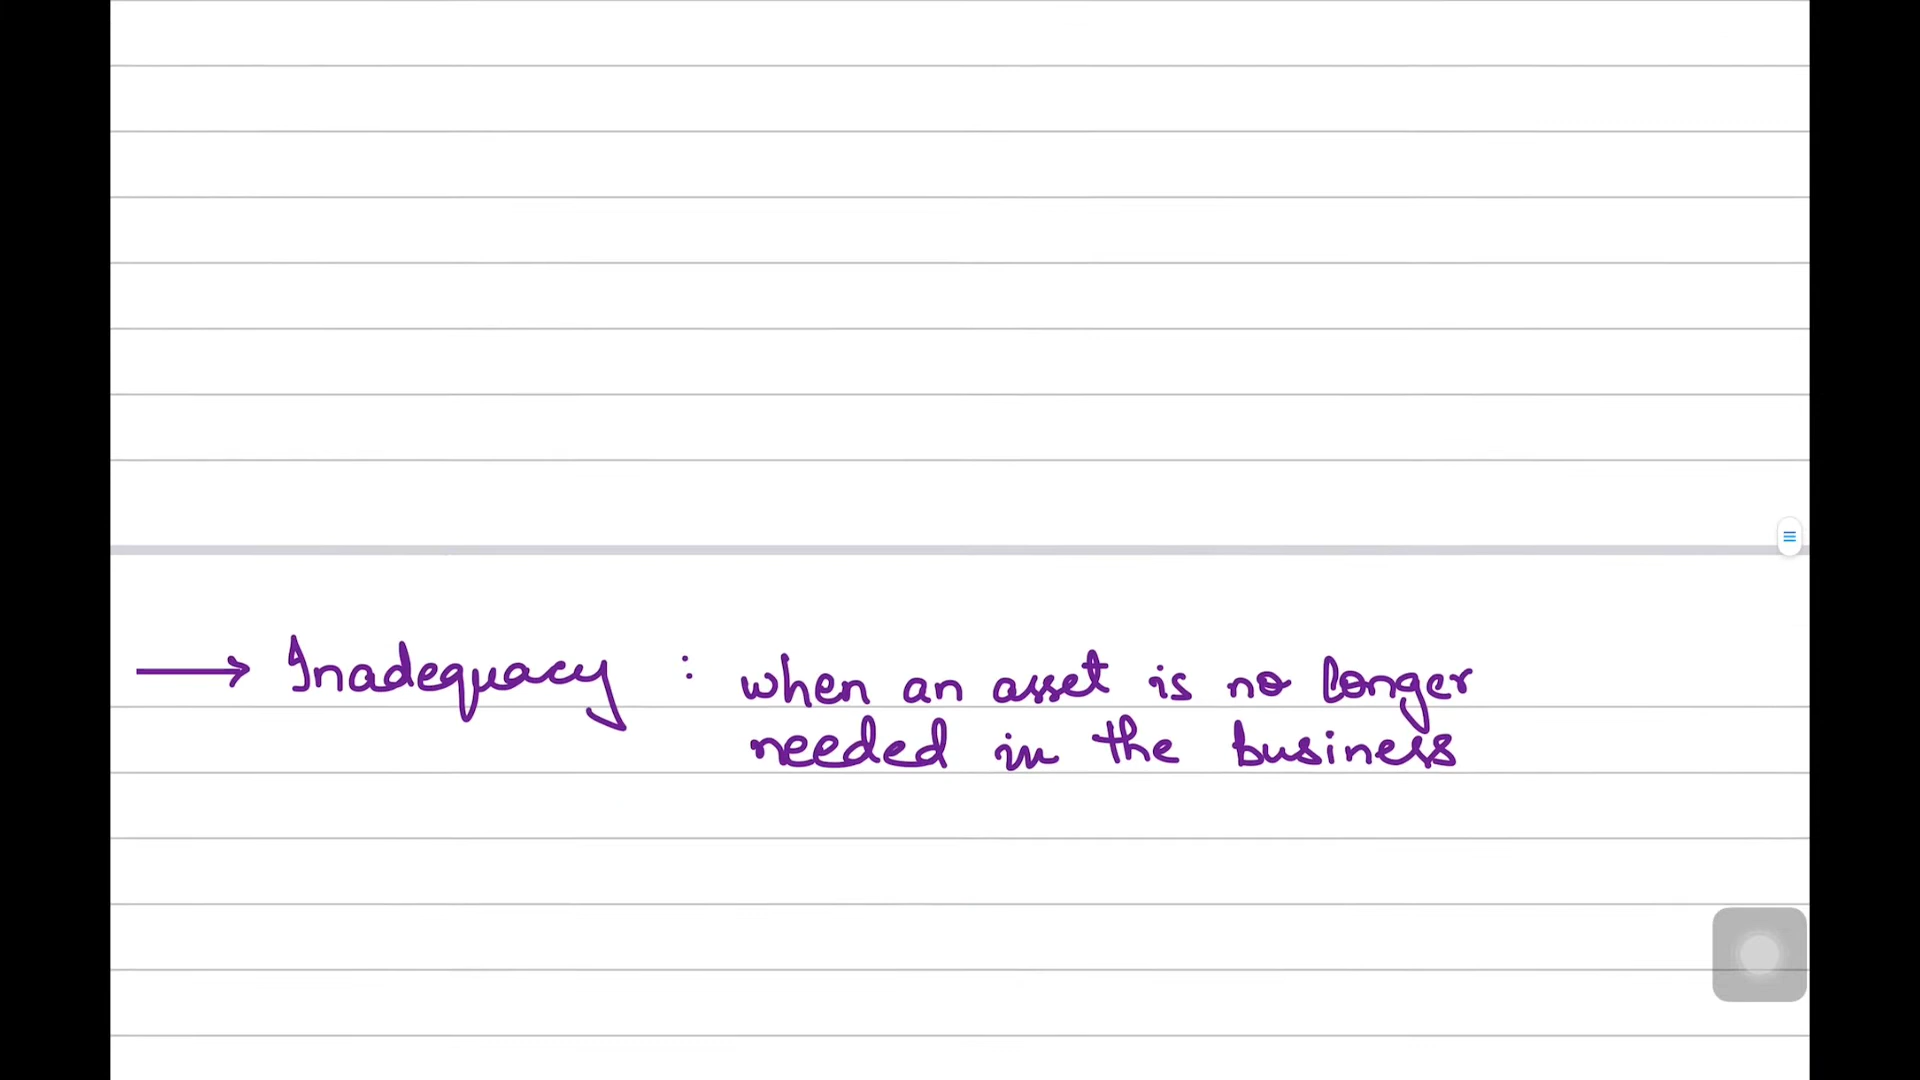 → Inadequacy : when an asset is no longer
needed in the business